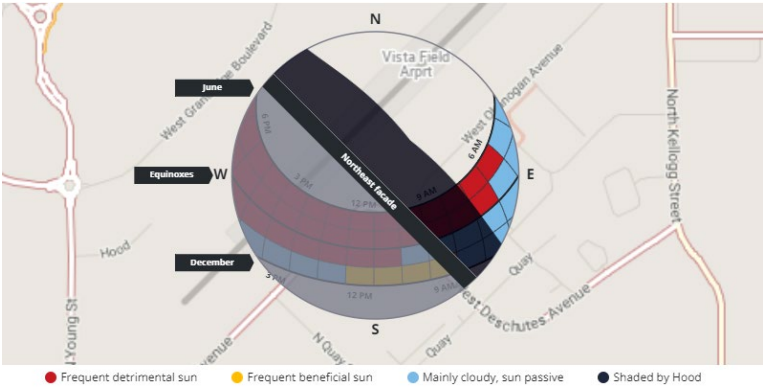 N
Vista Field
Arprt
West Grandridge Boulevard
West Okanogan Avenue
North Kellogg Street
June
6 PM
6 AM
Equinoxes
W
Northeast facade
E
3 PM
9 AM
12 PM
Hood
December
3 PM
12 PM
9 AM
Quay
S
N Quay
Quay
est Deschutes Avenue
Young St
venue
Frequent detrimental sun
Frequent beneficial sun
Mainly cloudy, sun passive
Shaded by Hood